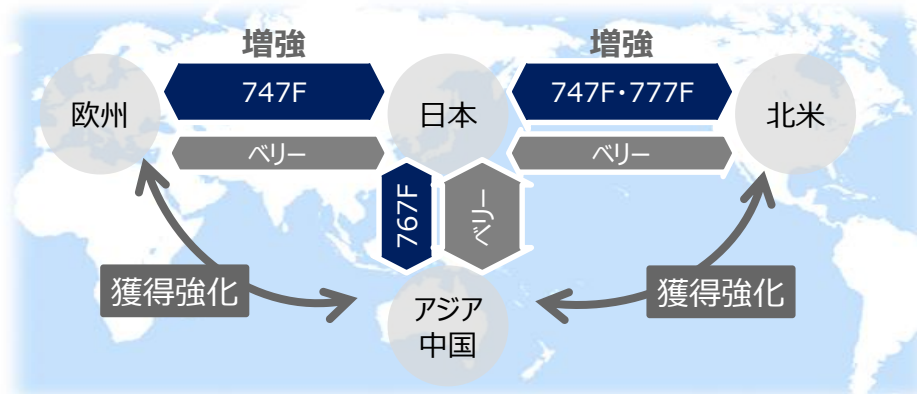 増強
増強
欧州
747F
日本
747F・777F
北米
ベリー
ベリー
767F
ベリー
獲得強化
獲得強化
アジア
中国